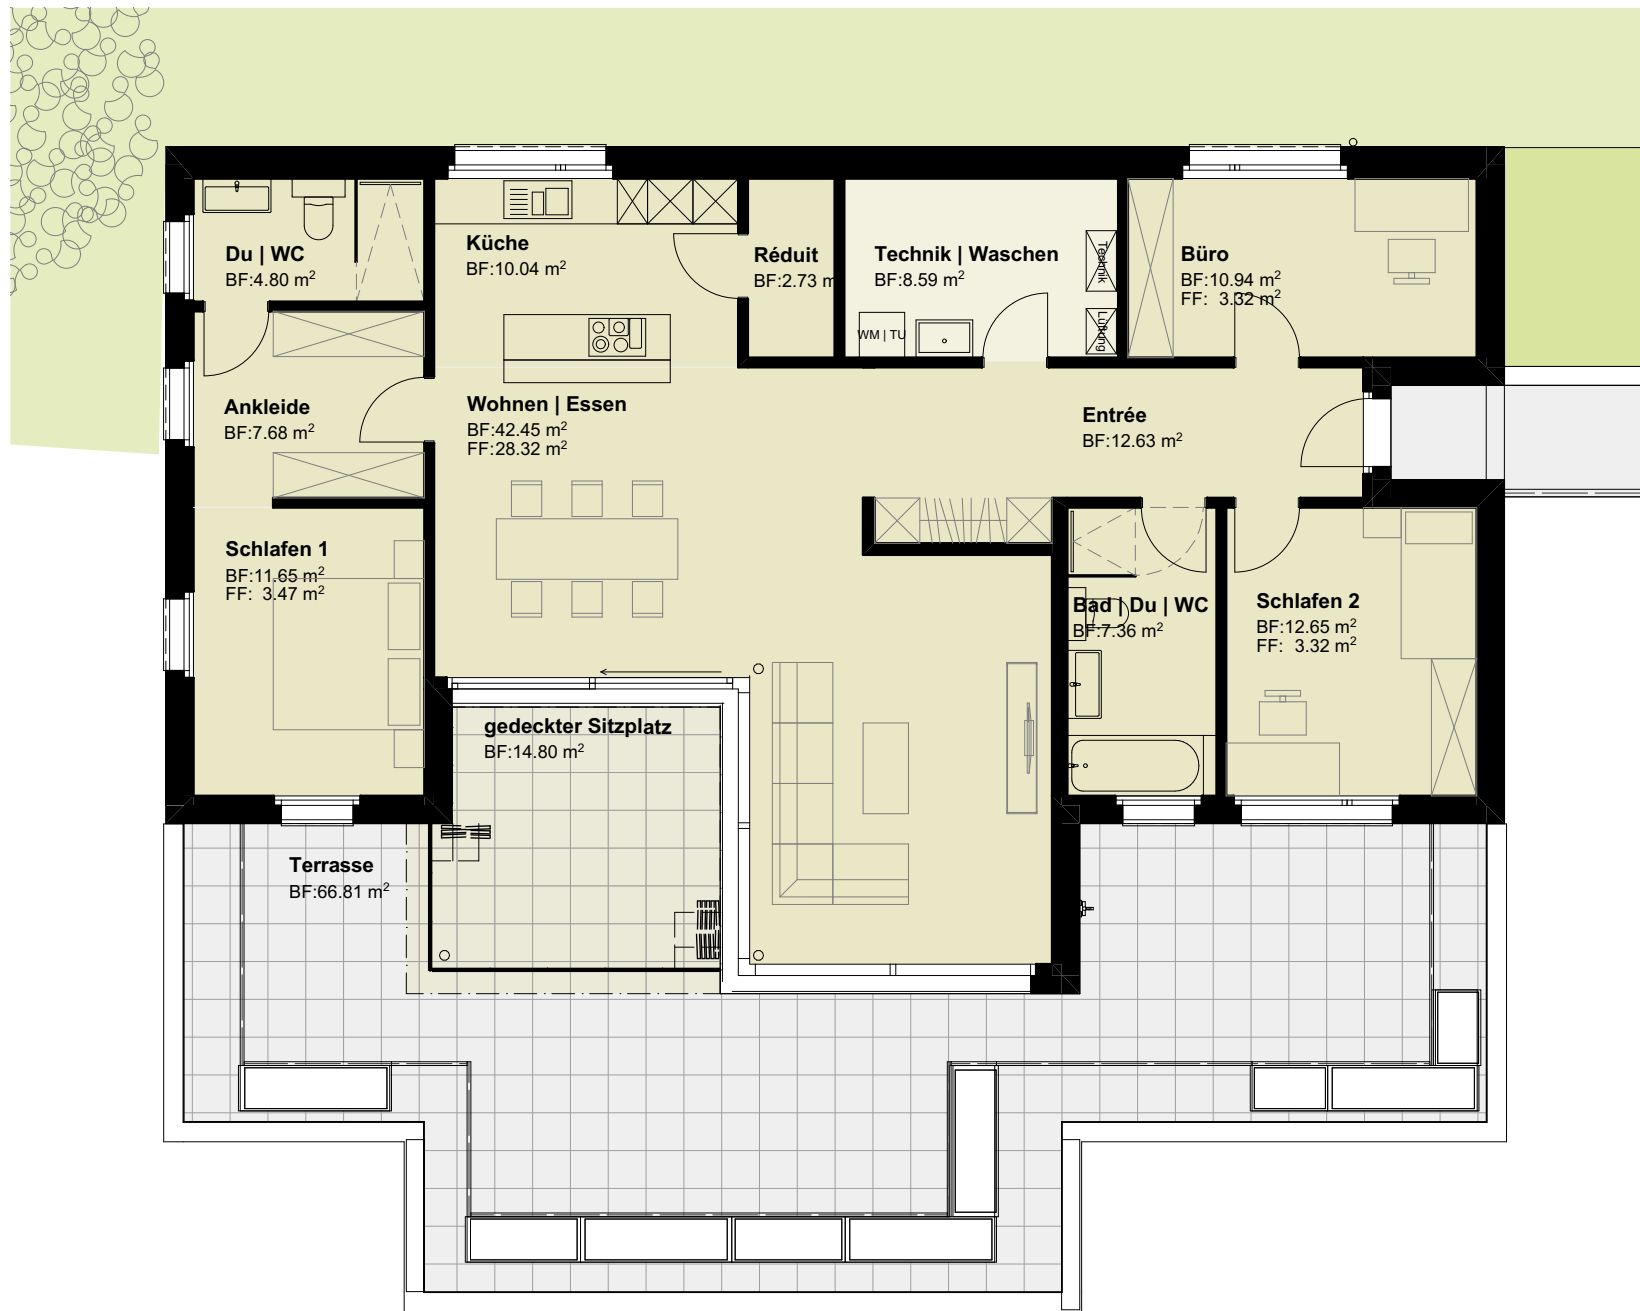 Du | WC
BF:4.80 m²
Küche
BF:10.04 m²
Réduit
BF:2.73 m
Technik | Waschen
BF:8.59 m²
Technik
Lüftung
WM | TU
Büro
BF:10.94 m²
FF: 3.32 m²
Ankleide
BF:7.68 m²
Wohnen | Essen
BF:42.45 m²
FF:28.32 m²
Entrée
BF:12.63 m²
Schlafen 1
BF:11.65 m²
FF: 3.47 m²
Bad | Du | WC
BF:7.36 m²
Schlafen 2
BF:12.65 m²
FF: 3.32 m²
gedeckter Sitzplatz
BF:14.80 m²
Terrasse
BF:66.81 m²